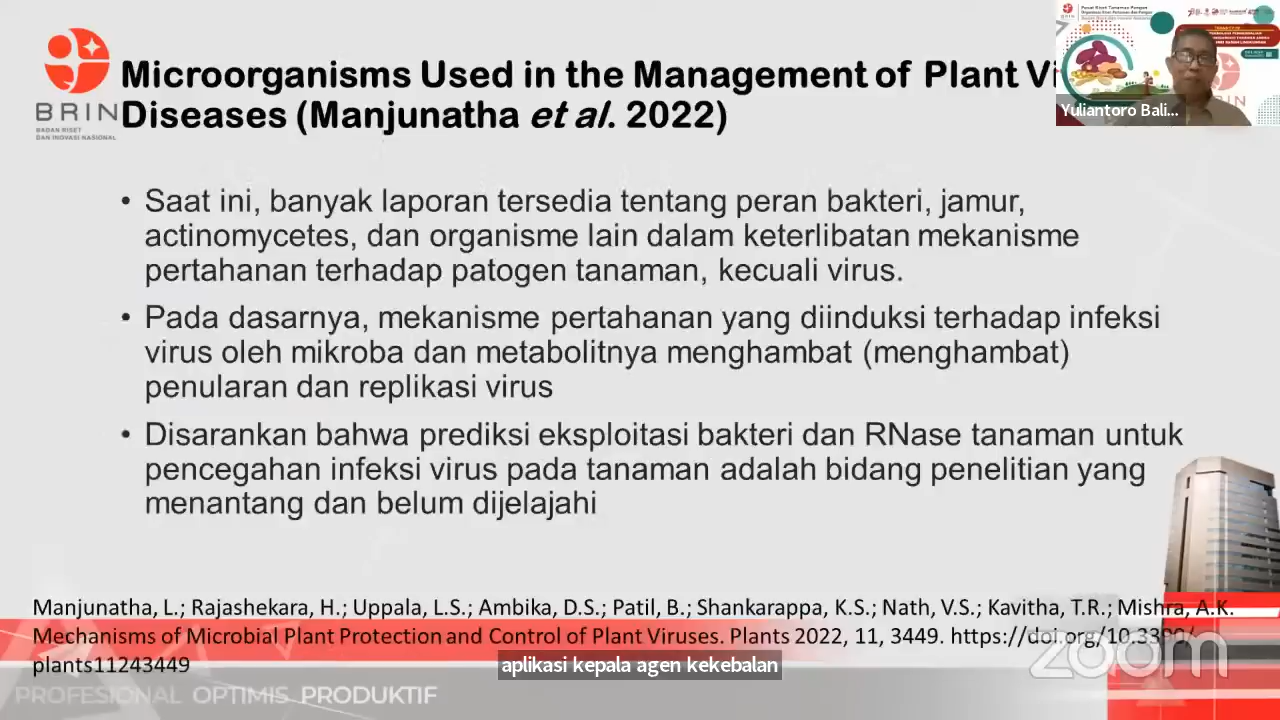 BRIN
BADAN RISET
DAN INOVASI NASIONAL
Microorganisms Used in the Management of Plant Vi
Diseases (Manjunatha et al. 2022)
Yuliantoro Bali...
• Saat ini, banyak laporan tersedia tentang peran bakteri, jamur,
actinomycetes, dan organisme lain dalam keterlibatan mekanisme
pertahanan terhadap patogen tanaman, kecuali virus.
• Pada dasarnya, mekanisme pertahanan yang diinduksi terhadap infeksi
virus oleh mikroba dan metabolitnya menghambat (menghambat)
penularan dan replikasi virus
• Disarankan bahwa prediksi eksploitasi bakteri dan RNase tanaman untuk
pencegahan infeksi virus pada tanaman adalah bidang penelitian yang
menantang dan belum dijelajahi
Manjunatha, L.; Rajashekara, H.; Uppala, L.S.; Ambika, D.S.; Patil, B.; Shankarappa, K.S.; Nath, V.S.; Kavitha, T.R.; Mishra, A.K.
Mechanisms of Microbial Plant Protection and Control of Plant Viruses. Plants 2022, 11, 3449. https://doi.org/10.3390/
plants11243449
aplikasi kepala agen kekebalan
zoom
PROFESIONAL OPTIMIS PRODUKTIF